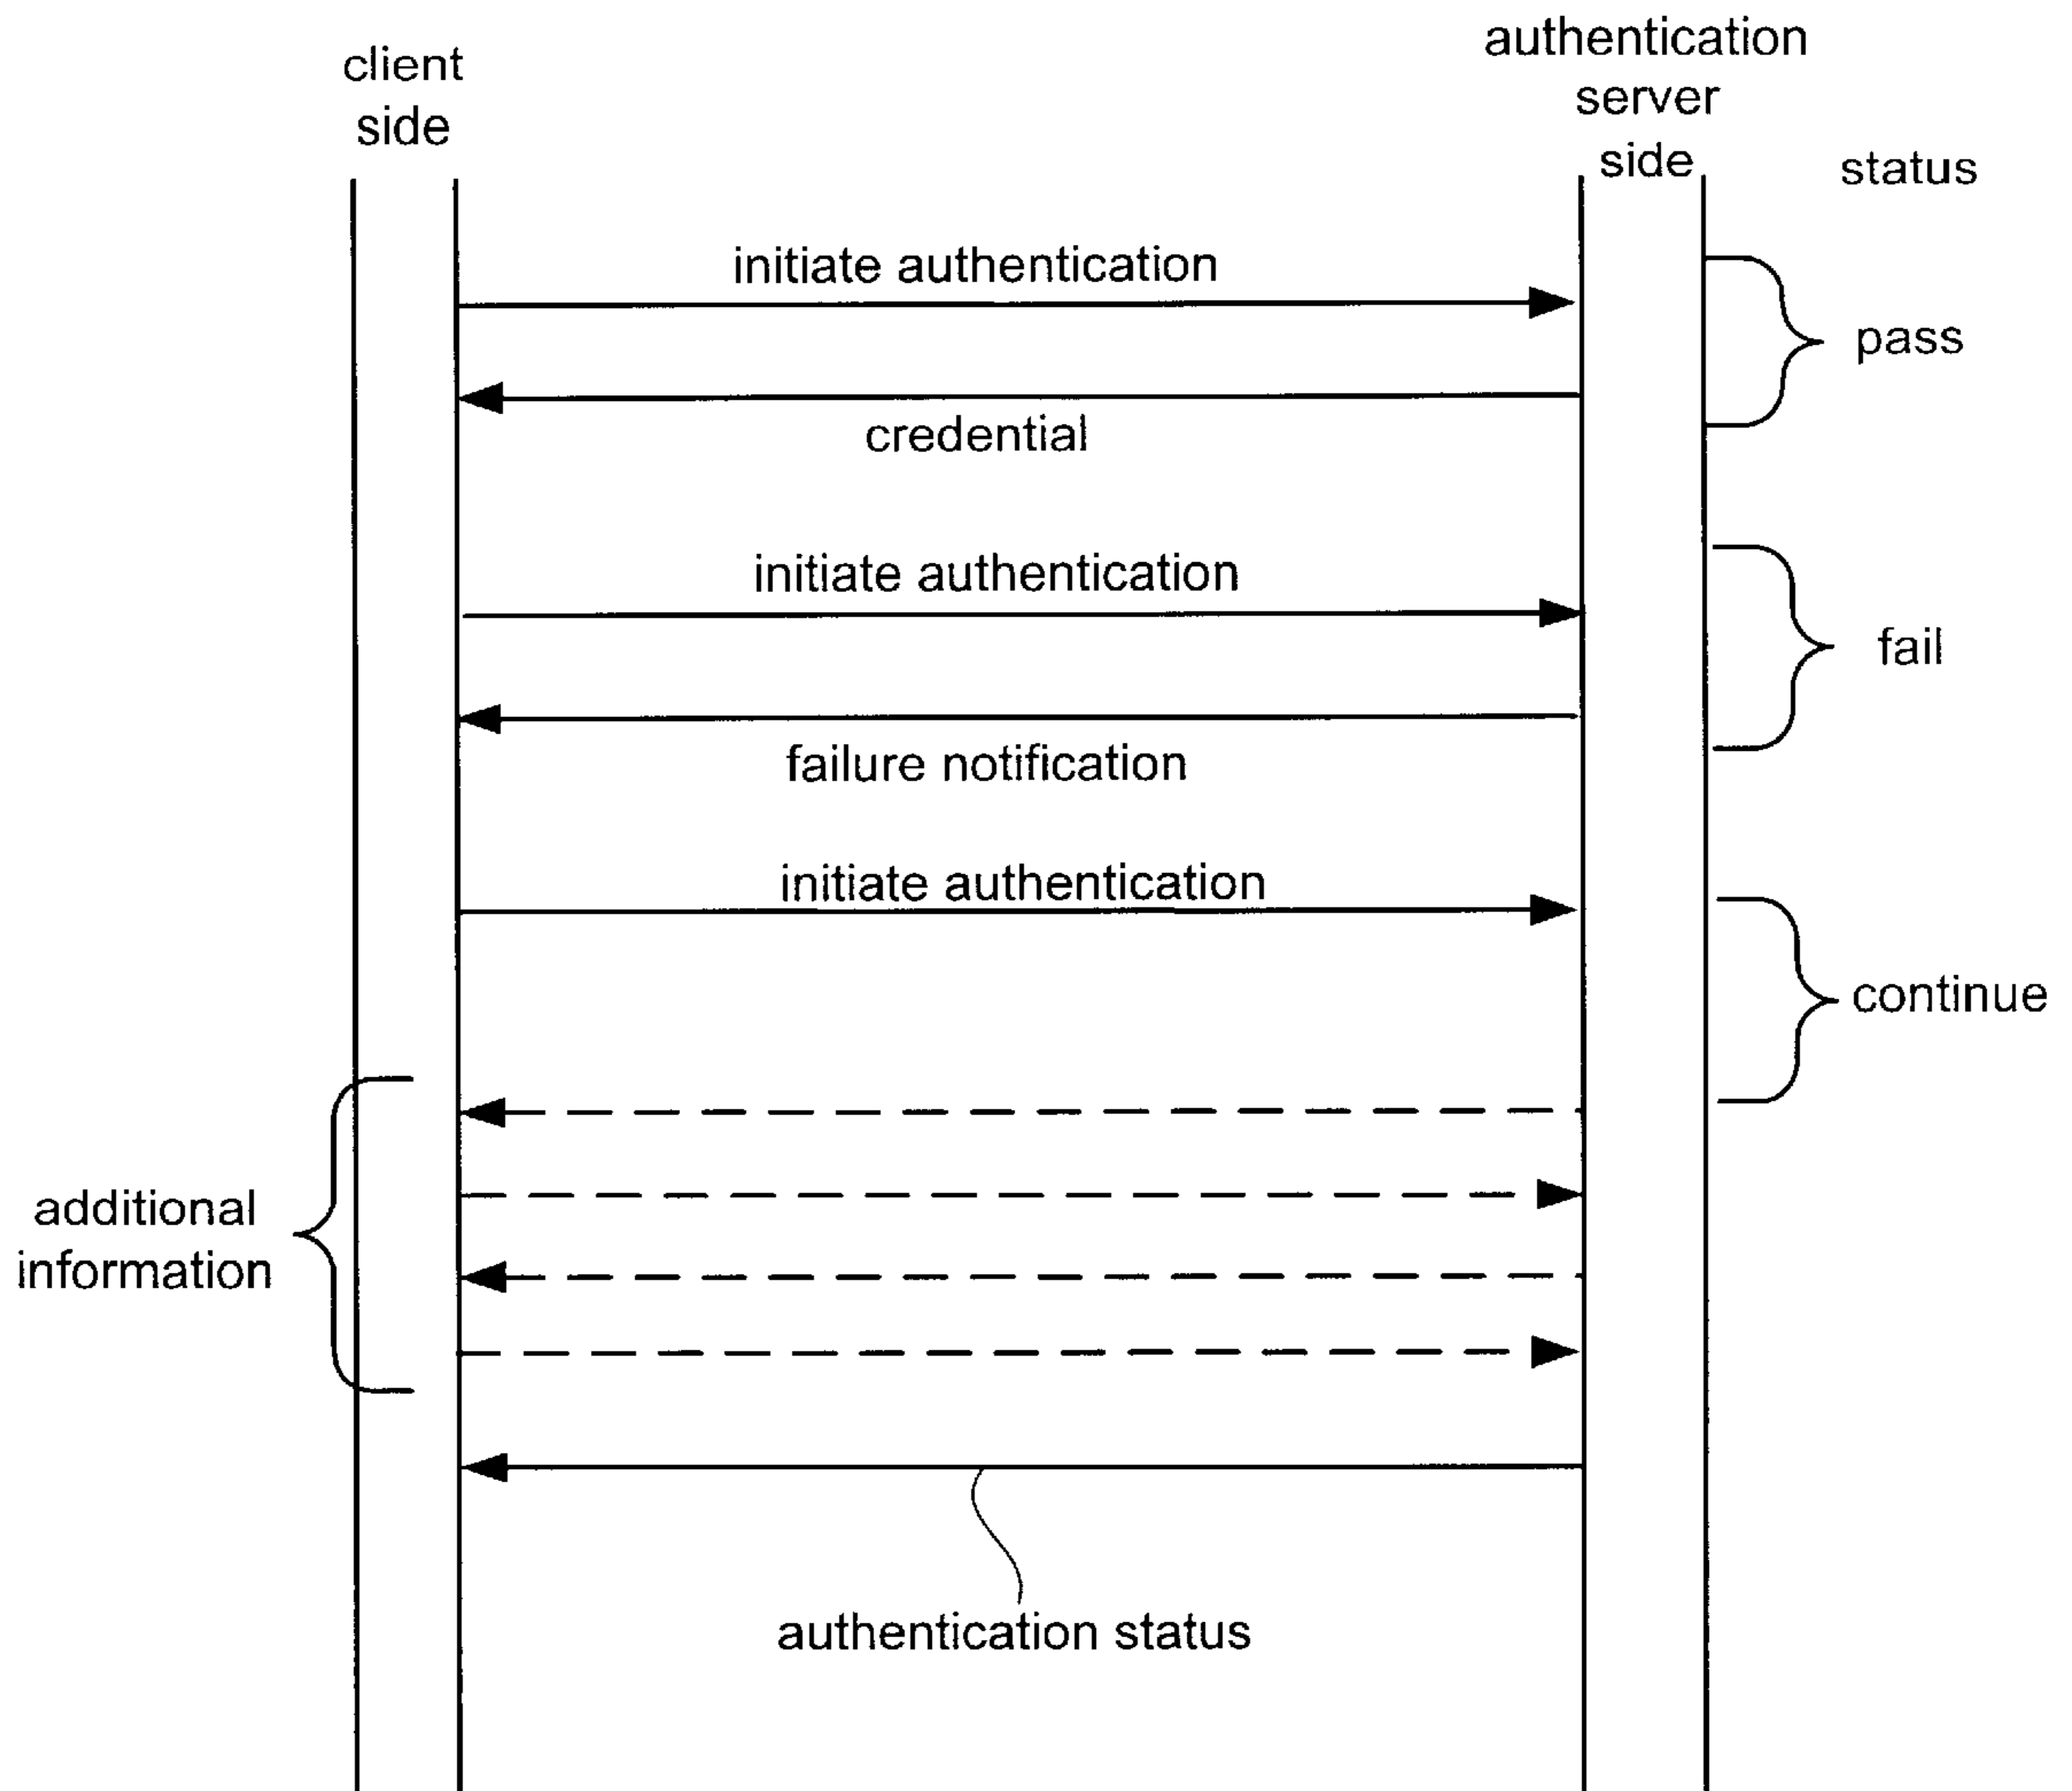 client
side
authentication
server
side
status
initiate authentication
pass
credential
initiate authentication
fail
failure notification
initiate authentication
continue
additional
information
authentication status